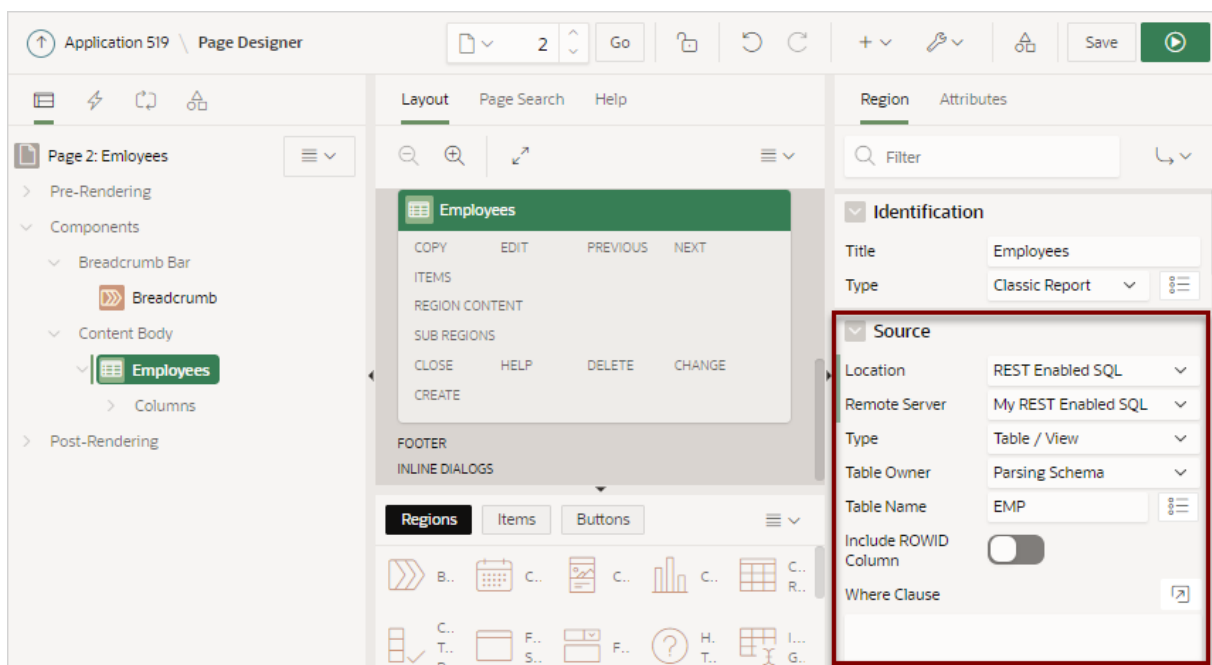 Application 519 \ Page Designer
2
Go
Save
Page 2: Emloyees
Pre-Rendering
Components
Breadcrumb Bar
Breadcrumb
Content Body
Employees
Columns
Post-Rendering
Layout Page Search Help
Employees
COPY EDIT PREVIOUS NEXT
ITEMS
REGION CONTENT
SUB REGIONS
CLOSE HELP DELETE CHANGE
CREATE
FOOTER
INLINE DIALOGS
Regions Items Buttons
B.. C.. C.. C.. C.. R..
C.. T.. F.. S.. F.. H. T.. I... G..
Region Attributes
Filter
Identification
Title Employees
Type Classic Report
Source
Location REST Enabled SQL
Remote Server My REST Enabled SQL
Type Table / View
Table Owner Parsing Schema
Table Name EMP
Include ROWID
Column
Where Clause